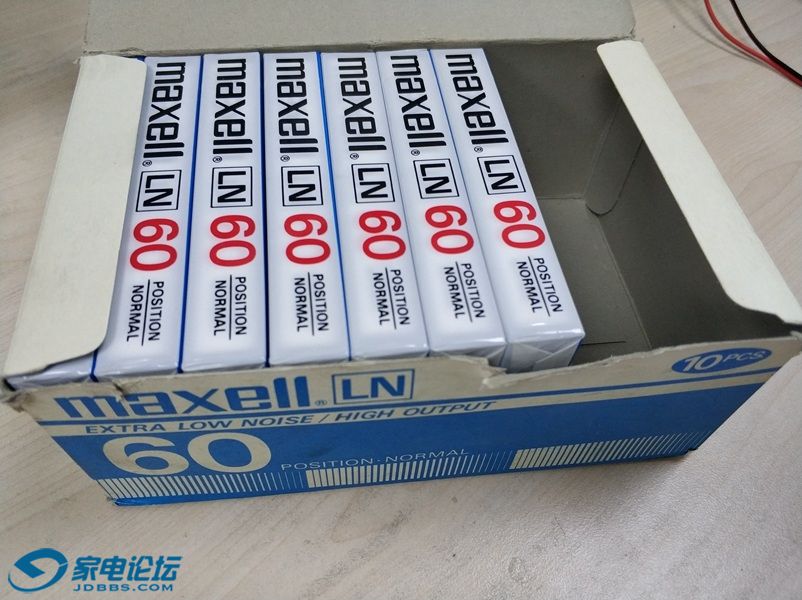 maxell® LN 60 POSITION NORMAL
maxell® LN 60 POSITION NORMAL
maxell® LN 60 POSITION NORMAL
maxell® LN 60 POSITION NORMAL
maxell® LN 60 POSITION NORMAL
maxell® LN 60 POSITION NORMAL
maxell® LN
10PCS.
EXTRA LOW NOISE / HIGH OUTPUT
60
POSITION·NORMAL
家电论坛
JDBBS.COM